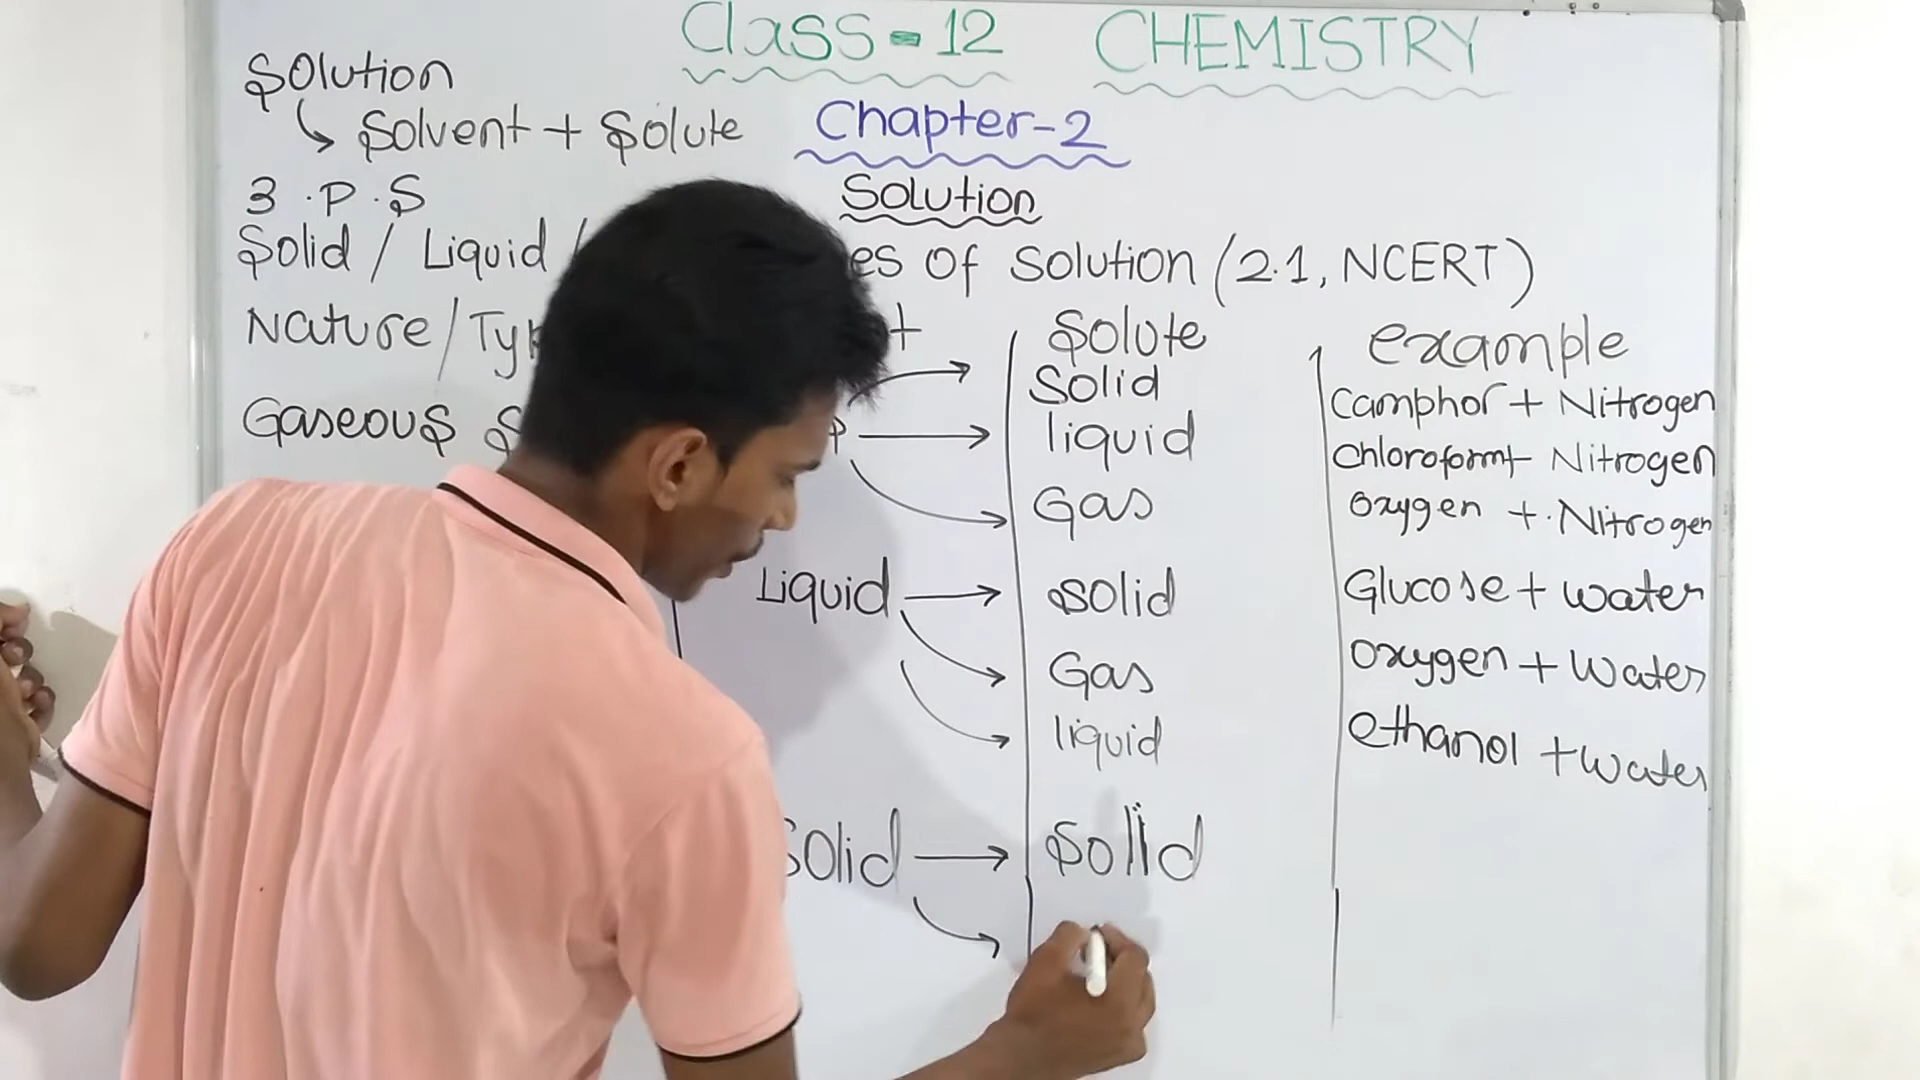 Class-12 CHEMISTRY
Solution
Solvent + Solute
Chapter-2
3 .P .S
Solution
Solid / Liquid /
es of Solution (2.1, NCERT)
Nature/Typ
t
Solute
example
Solid
Camphor + Nitrogen
Gaseous S
liquid
Chloroform + Nitrogen
Gas
Oxygen + Nitrogen
Liquid
Solid
Glucose + water
Gas
Oxygen + Water
liquid
ethanol + water
Solid
Solid